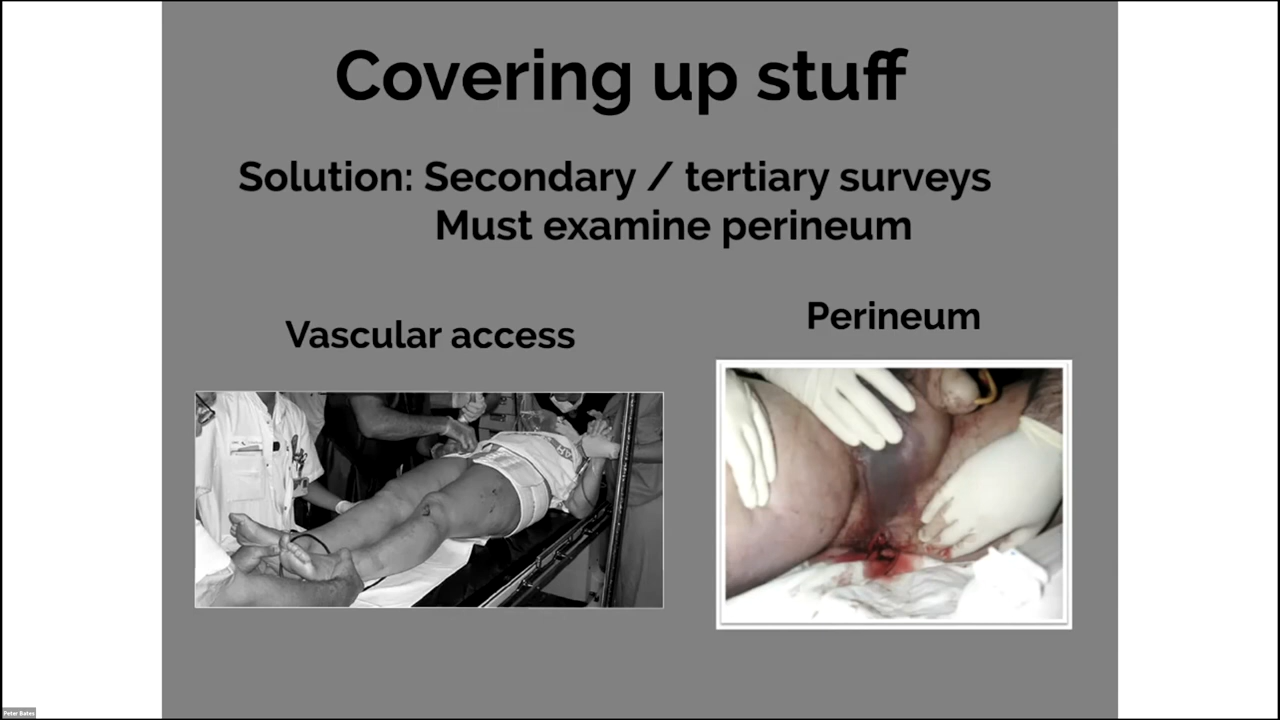 Covering up stuff
Solution: Secondary / tertiary surveys
Must examine perineum
Vascular access
Perineum
Peter Bates